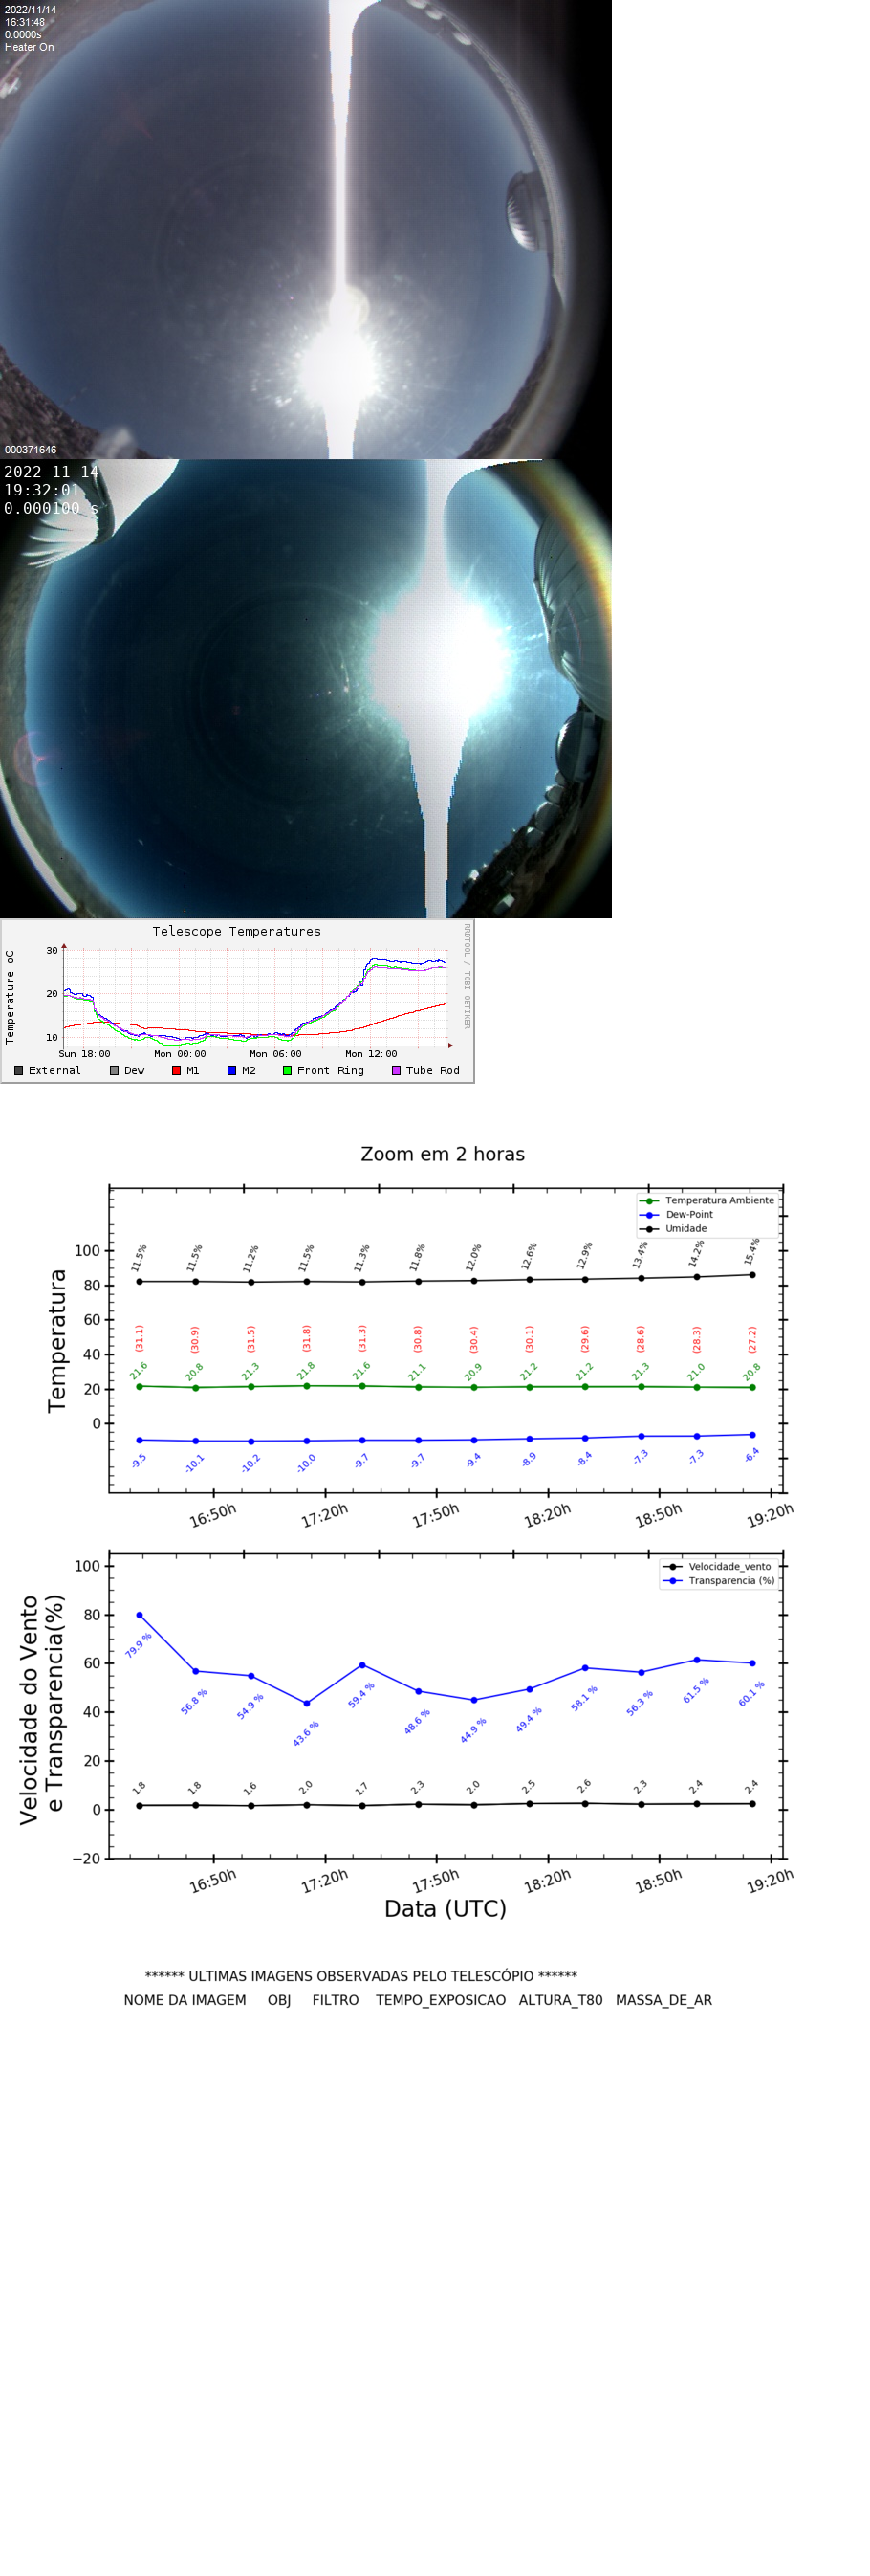 2022/11/14
16:31:48
0.0000s
Heater On
000371646
2022-11-14
19:32:01
0.000100 s
Telescope Temperatures
RRDTOOL / TOBI OETIKER
Temperature oC
30
20
10
Sun 18:00 Mon 00:00 Mon 06:00 Mon 12:00
External Dew M1 M2 Front Ring Tube Rod
Zoom em 2 horas
Temperatura Ambiente
Dew-Point
Umidade
Temperatura
100
80
60
40
20
0
11.5% 11.5% 11.2% 11.5% 11.3% 11.8% 12.0% 12.6% 12.9% 13.4% 14.2% 15.4%
(31.1) (30.9) (31.5) (31.8) (31.3) (30.8) (30.4) (30.1) (29.6) (28.6) (28.3) (27.2)
21.6 20.8 21.3 21.8 21.6 21.1 20.9 21.2 21.2 21.3 21.0 20.8
-9.5 -10.1 -10.2 -10.0 -9.7 -9.7 -9.4 -8.9 -8.4 -7.3 -7.3 -6.4
16:50h 17:20h 17:50h 18:20h 18:50h 19:20h
Velocidade_vento
Transparencia (%)
Velocidade do Vento
e Transparencia(%)
100
80
60
40
20
0
−20
79.9 % 56.8 % 54.9 % 43.6 % 59.4 % 48.6 % 44.9 % 49.4 % 58.1 % 56.3 % 61.5 % 60.1 %
1.8 1.8 1.6 2.0 1.7 2.3 2.0 2.5 2.6 2.3 2.4 2.4
16:50h 17:20h 17:50h 18:20h 18:50h 19:20h
Data (UTC)
****** ULTIMAS IMAGENS OBSERVADAS PELO TELESCÓPIO ******
NOME DA IMAGEM OBJ FILTRO TEMPO_EXPOSICAO ALTURA_T80 MASSA_DE_AR